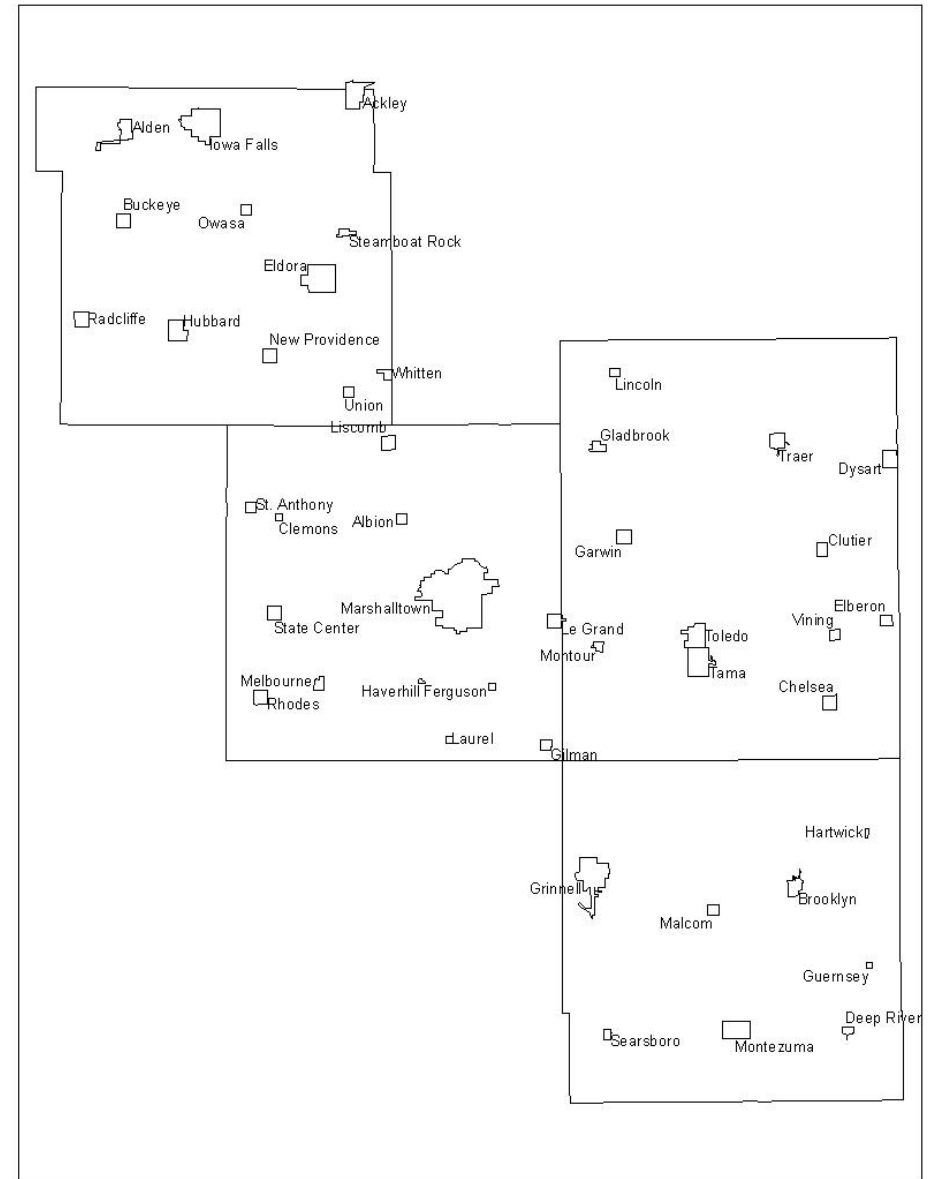 Ackley
Alden
Iowa Falls
Buckeye
Owasa
Steamboat Rock
Eldora
Radcliffe
Hubbard
New Providence
Whitten
Union
Liscomb
Lincoln
Gladbrook
Traer
Dysart
St. Anthony
Clemons
Albion
Garwin
Clutier
Marshalltown
State Center
Le Grand
Montour
Toledo
Vining
Elberon
Tama
Melbourne
Rhodes
Haverhill
Ferguson
Chelsea
Laurel
Gilman
Hartwick
Grinnell
Brooklyn
Malcom
Guernsey
Deep River
Searsboro
Montezuma